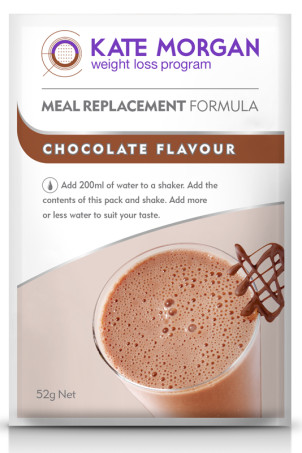 KATE MORGAN
weight loss program
MEAL REPLACEMENT FORMULA
CHOCOLATE FLAVOUR
Add 200ml of water to a shaker. Add the
contents of this pack and shake. Add more
or less water to suit your taste.
52g Net